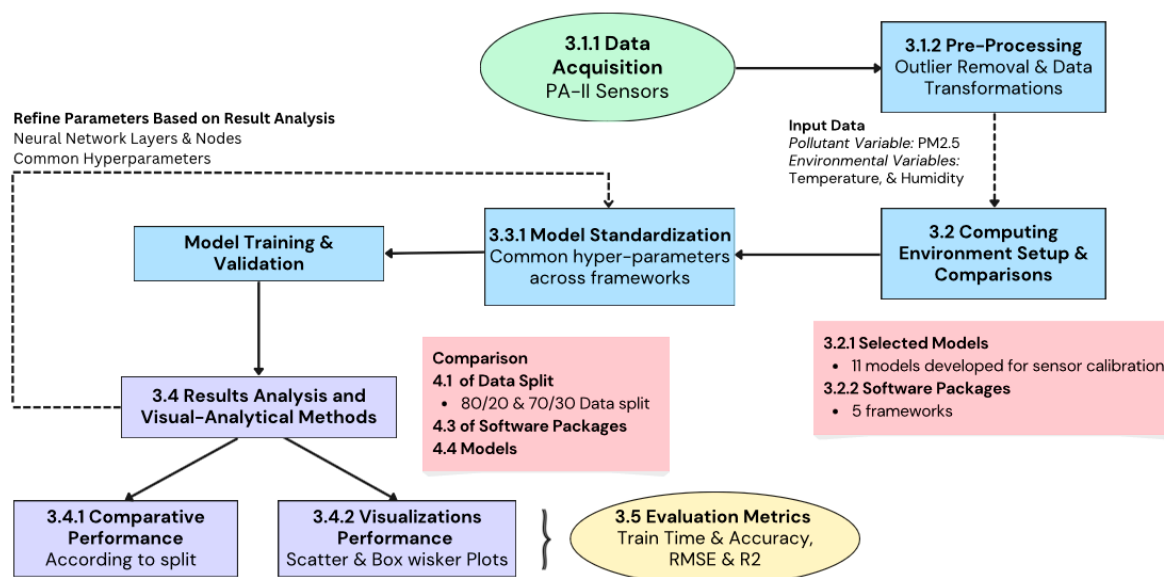 3.1.1 Data
Acquisition
PA-II Sensors
3.1.2 Pre-Processing
Outlier Removal & Data
Transformations
Refine Parameters Based on Result Analysis
Neural Network Layers & Nodes
Common Hyperparameters
Input Data
Pollutant Variable: PM2.5
Environmental Variables:
Temperature, & Humidity
Model Training &
Validation
3.3.1 Model Standardization
Common hyper-parameters
across frameworks
3.2 Computing
Environment Setup &
Comparisons
3.2.1 Selected Models
• 11 models developed for sensor calibration
3.2.2 Software Packages
• 5 frameworks
Comparison
4.1 of Data Split
• 80/20 & 70/30 Data split
4.3 of Software Packages
4.4 Models
3.4 Results Analysis and
Visual-Analytical Methods
3.4.1 Comparative
Performance
According to split
3.4.2 Visualizations
Performance
Scatter & Box wisker Plots
3.5 Evaluation Metrics
Train Time & Accuracy,
RMSE & R2